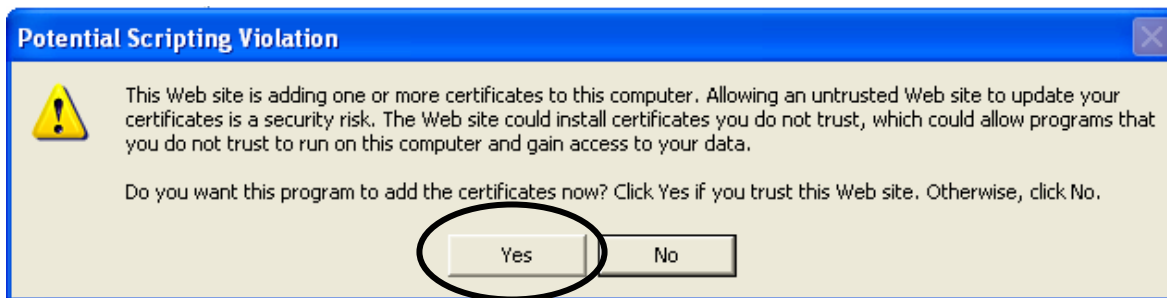 Potential Scripting Violation
This Web site is adding one or more certificates to this computer. Allowing an untrusted Web site to update your
certificates is a security risk. The Web site could install certificates you do not trust, which could allow programs that
you do not trust to run on this computer and gain access to your data.
Do you want this program to add the certificates now? Click Yes if you trust this Web site. Otherwise, click No.
Yes No